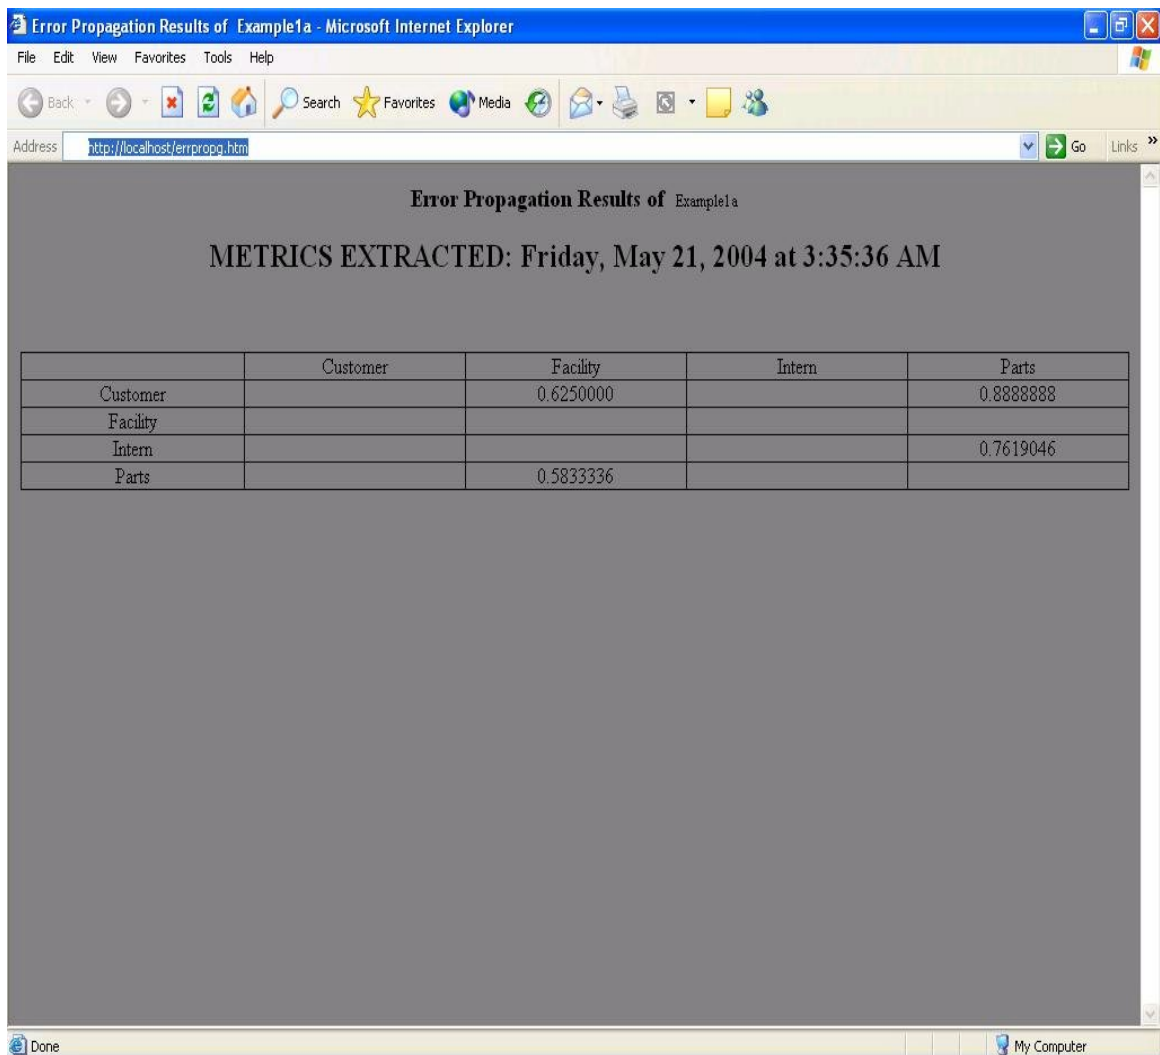 Error Propagation Results of Example1a - Microsoft Internet Explorer
File Edit View Favorites Tools Help
Back Search Favorites Media
Address http://localhost/errpropg.htm Go Links »
Error Propagation Results of Example1a
METRICS EXTRACTED: Friday, May 21, 2004 at 3:35:36 AM
Customer Facility Intern Parts
Customer 0.6250000 0.8888888
Facility
Intern 0.7619046
Parts 0.5833336
Done My Computer